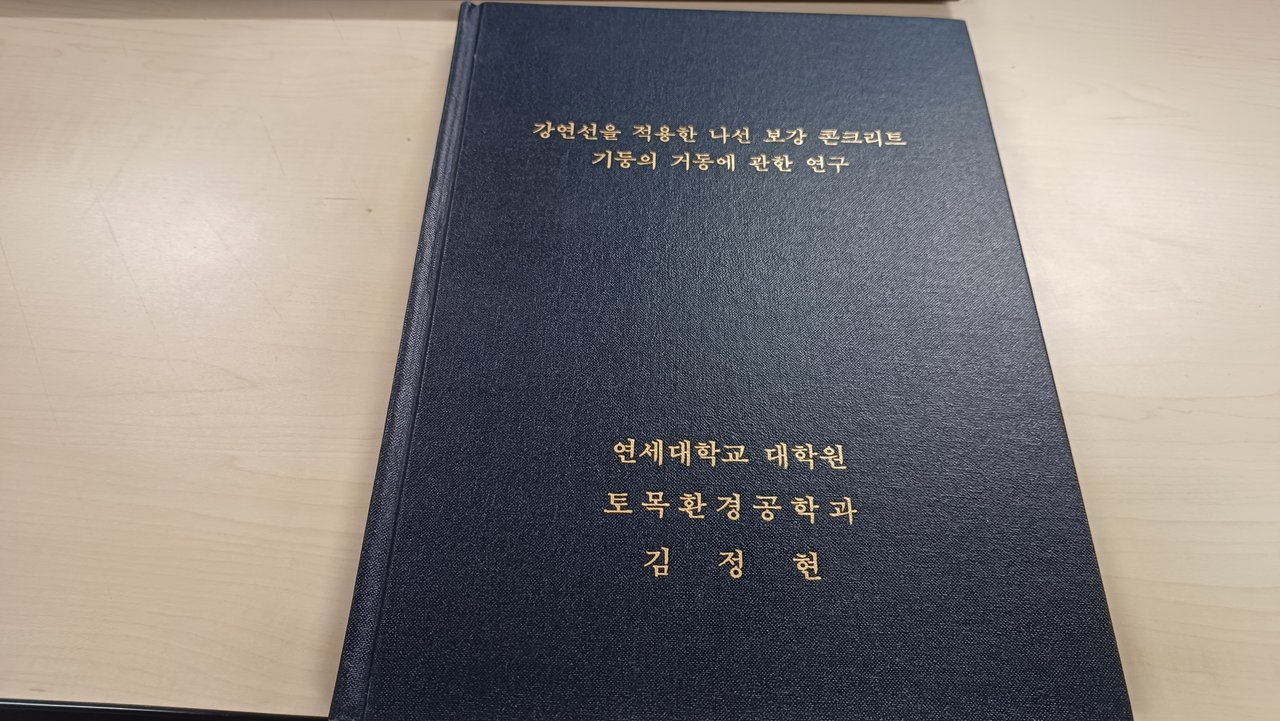 강연선을 적용한 나선 보강 콘크리트
기둥의 거동에 관한 연구
연세대학교 대학원
토목환경공학과
김 정 현